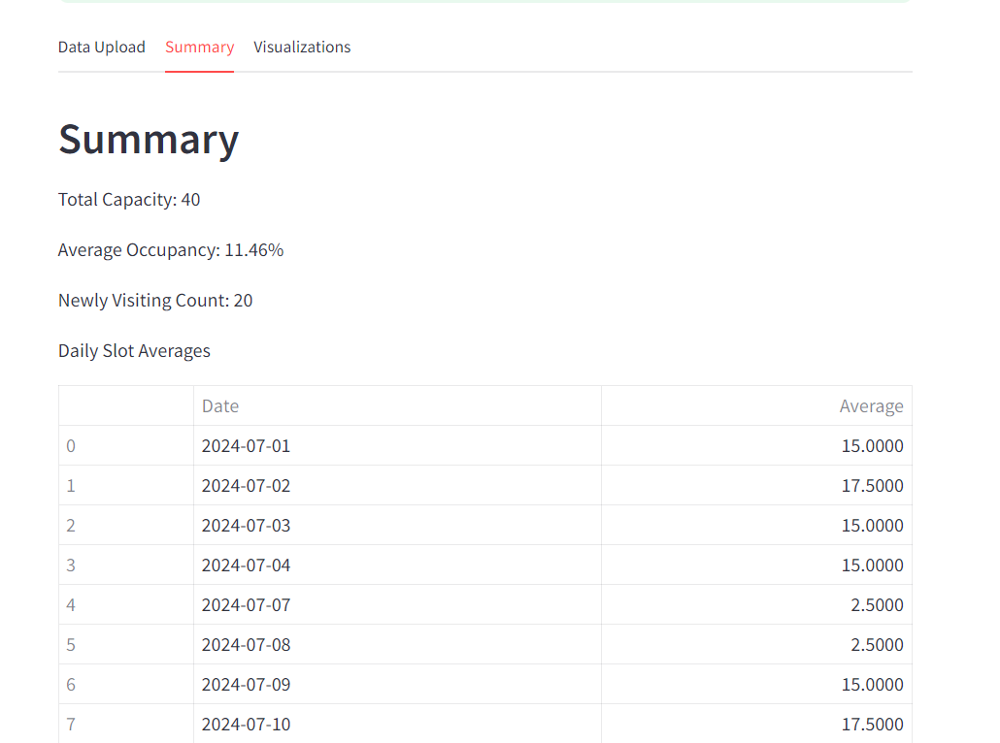 Data Upload Summary Visualizations
Summary
Total Capacity: 40
Average Occupancy: 11.46%
Newly Visiting Count: 20
Daily Slot Averages
Date Average
0 2024-07-01 15.0000
1 2024-07-02 17.5000
2 2024-07-03 15.0000
3 2024-07-04 15.0000
4 2024-07-07 2.5000
5 2024-07-08 2.5000
6 2024-07-09 15.0000
7 2024-07-10 17.5000